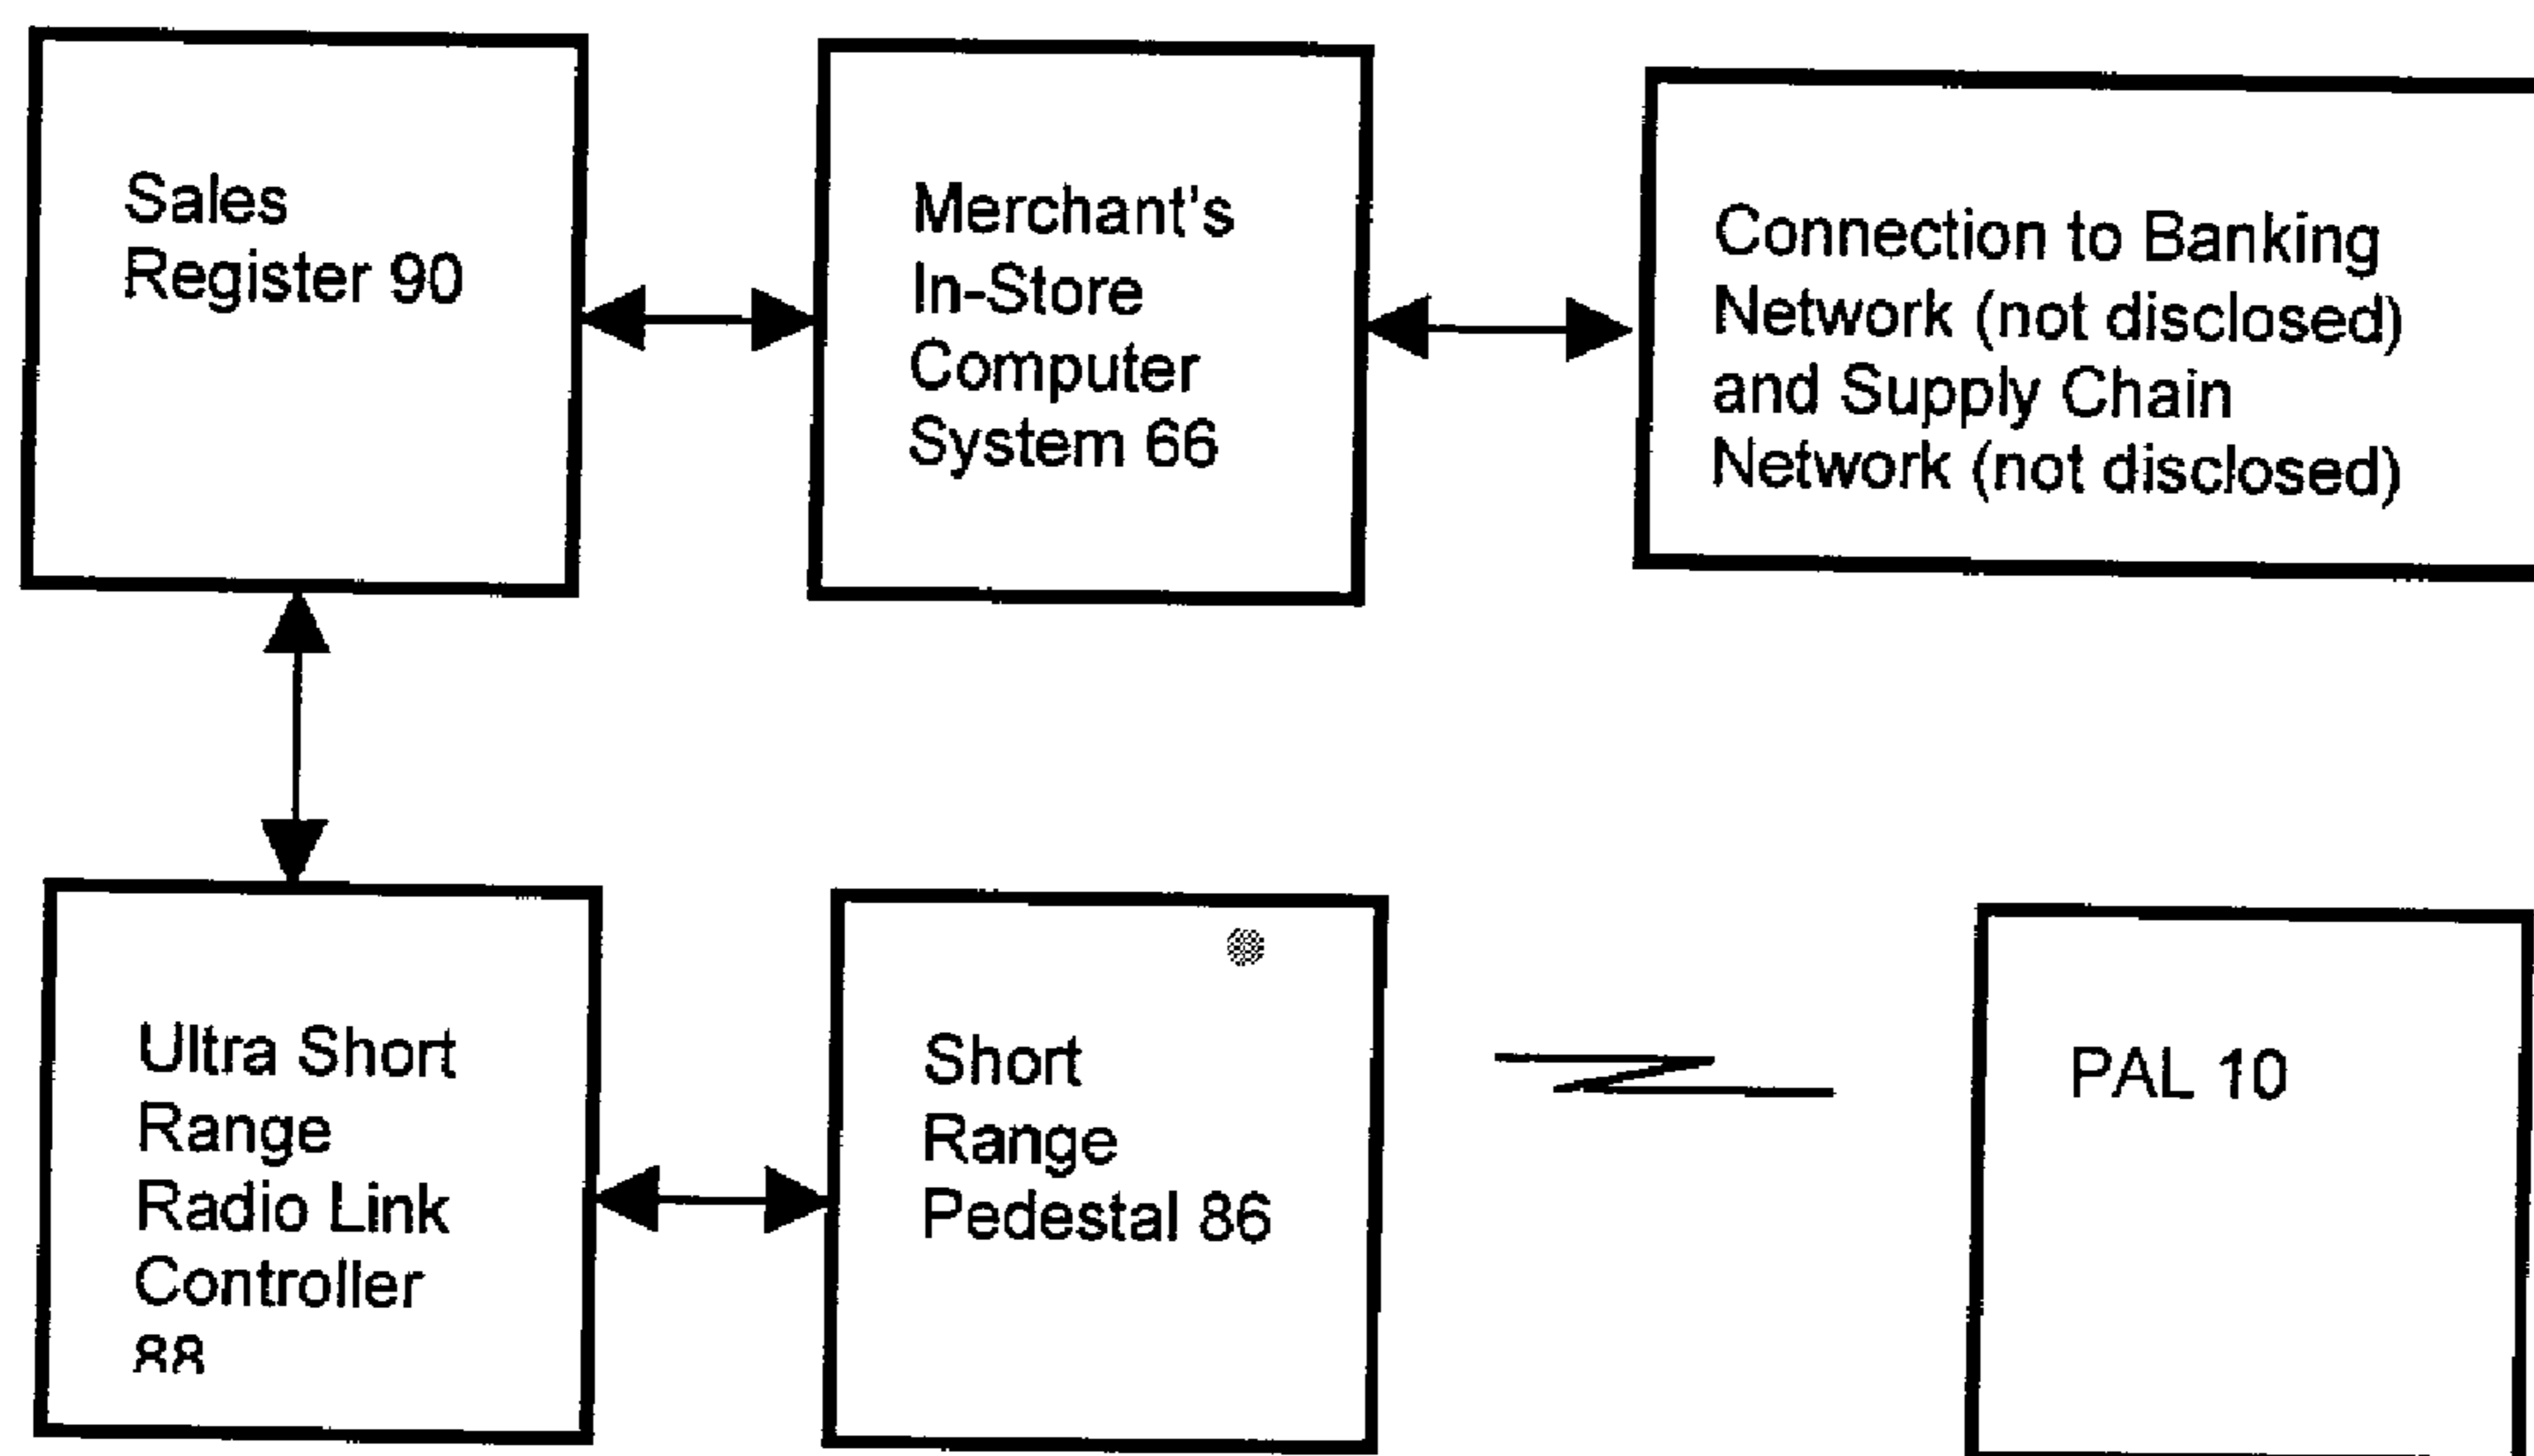 Sales
Register 90
Merchant's
In-Store
Computer
System 66
Connection to Banking
Network (not disclosed)
and Supply Chain
Network (not disclosed)
Ultra Short
Range
Radio Link
Controller
88
Short
Range
Pedestal 86
PAL 10